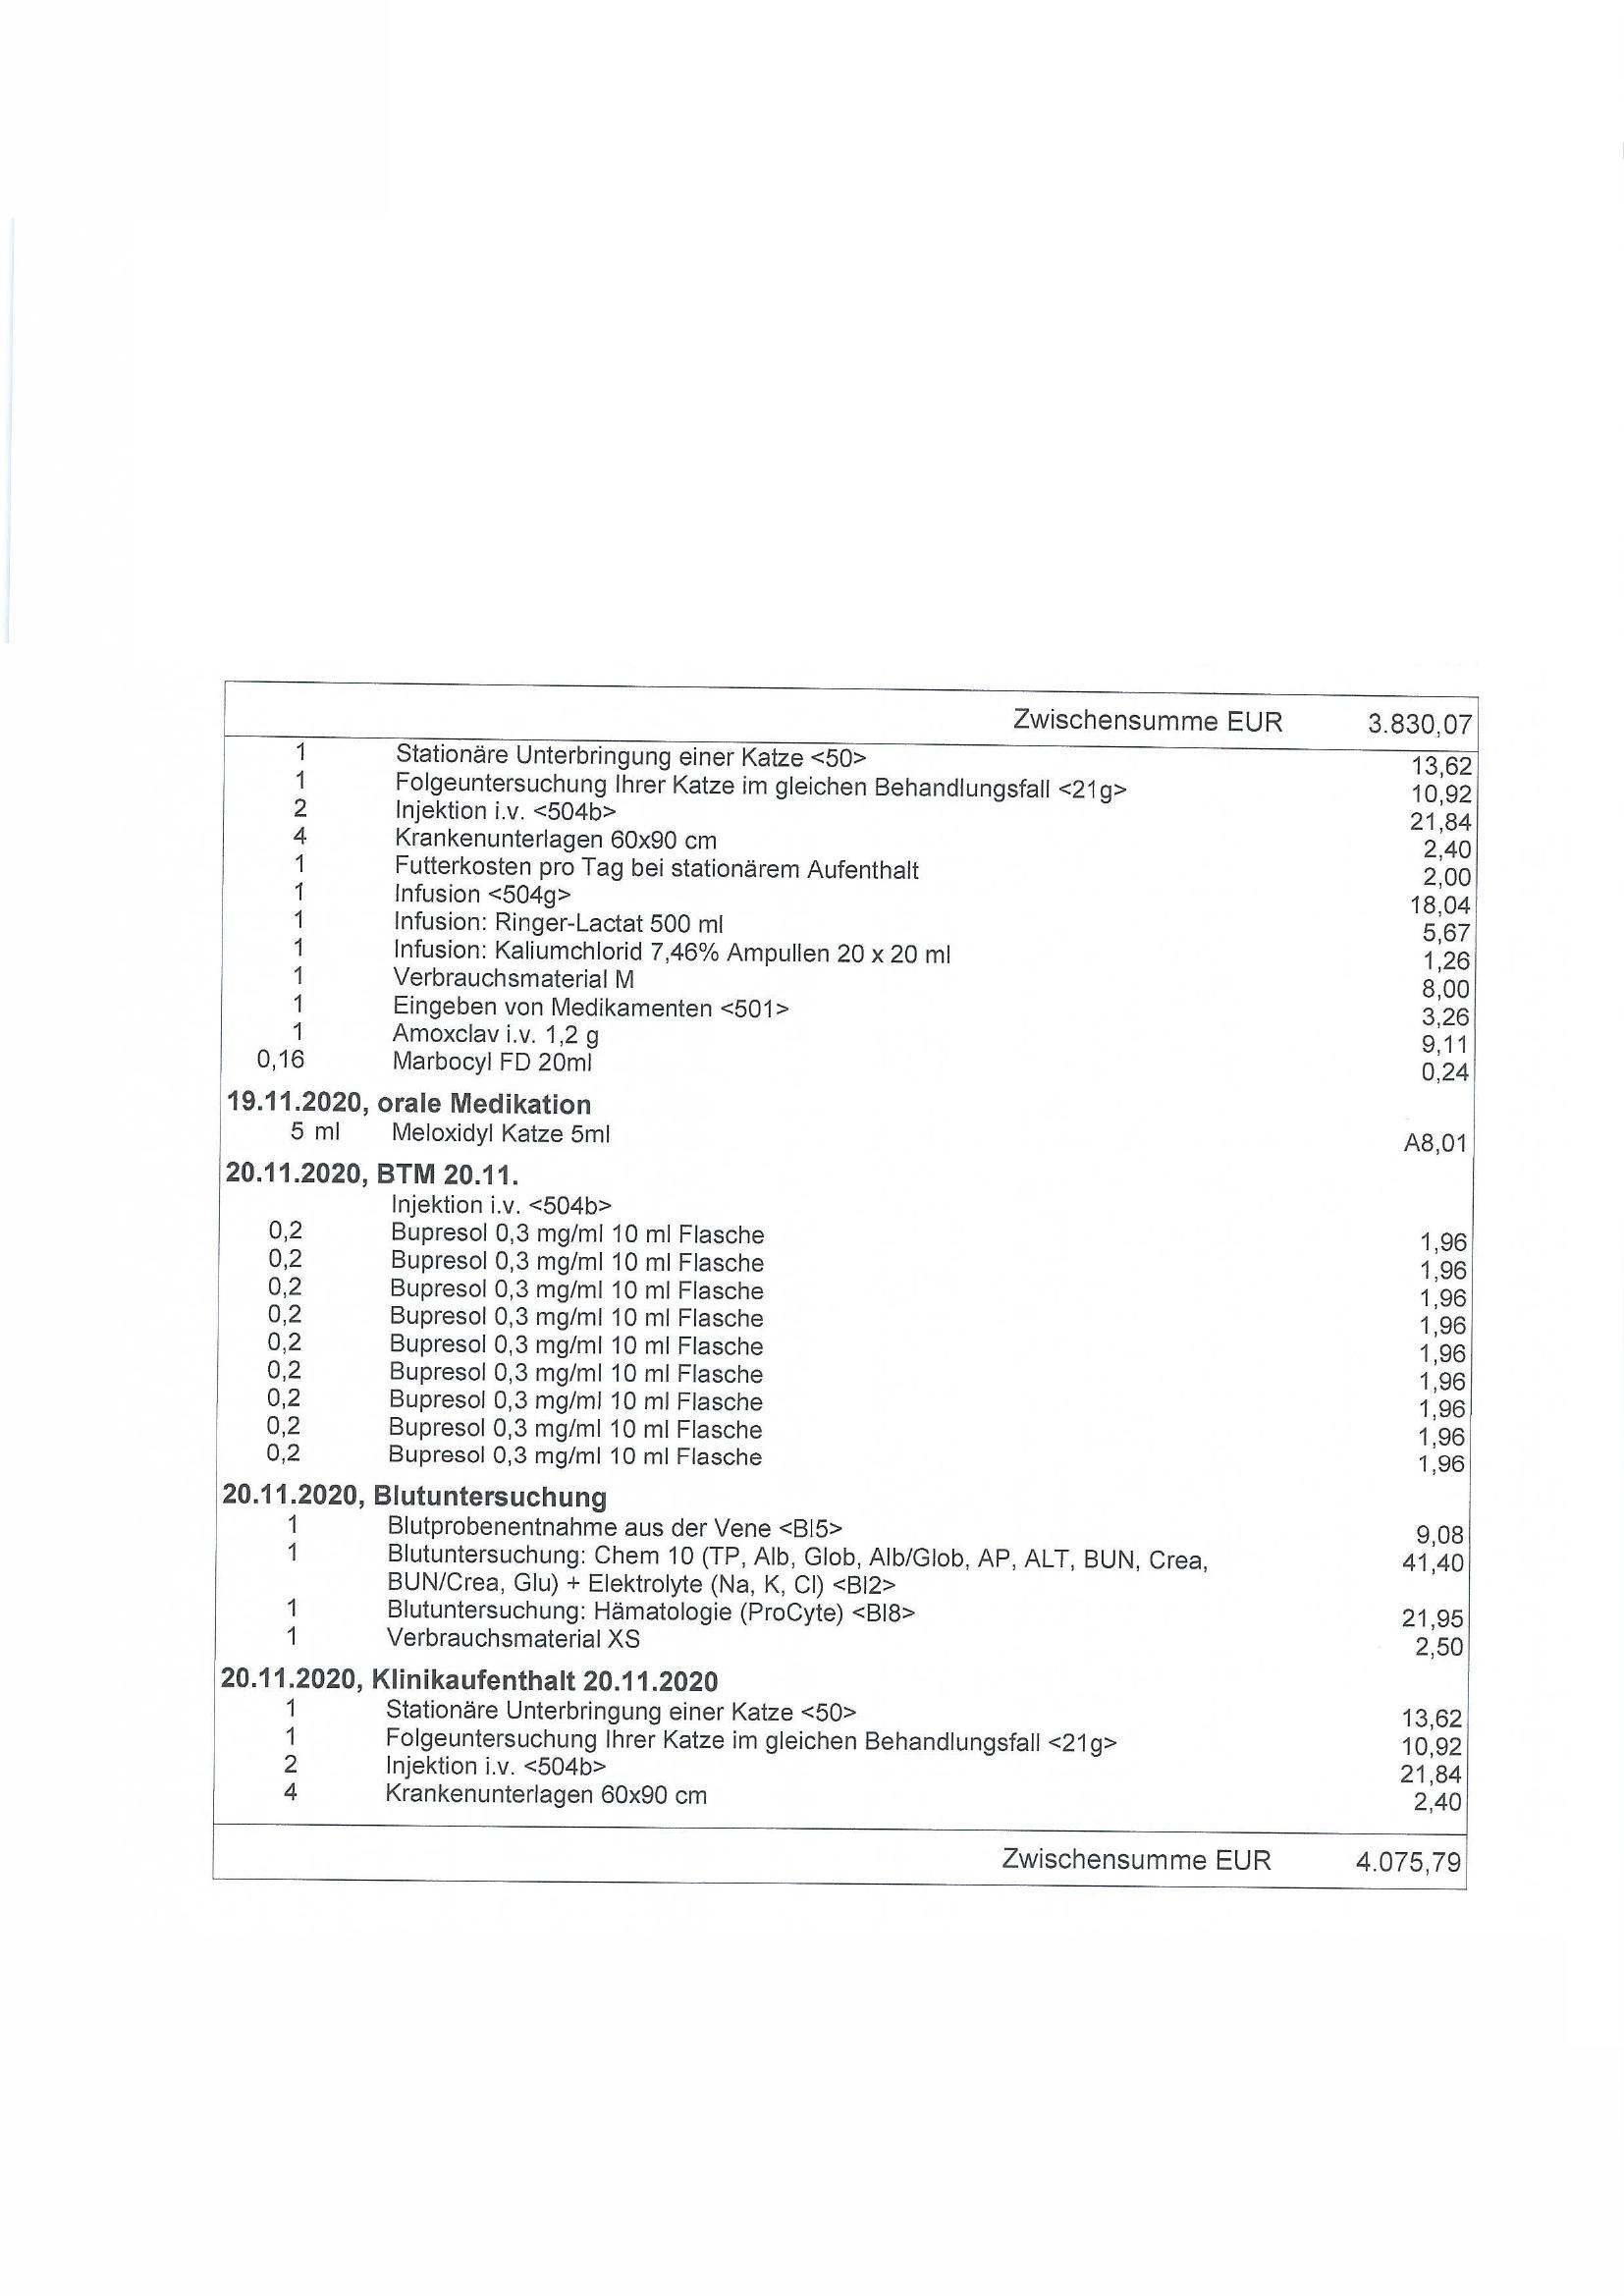 Zwischensumme EUR 3.830,07
1 Stationäre Unterbringung einer Katze <50> 13,62
1 Folgeuntersuchung Ihrer Katze im gleichen Behandlungsfall <21g> 10,92
2 Injektion i.v. <504b> 21,84
4 Krankenunterlagen 60x90 cm 2,40
1 Futterkosten pro Tag bei stationärem Aufenthalt 2,00
1 Infusion <504g> 18,04
1 Infusion: Ringer-Lactat 500 ml 5,67
1 Infusion: Kaliumchlorid 7,46% Ampullen 20 x 20 ml 1,26
1 Verbrauchsmaterial M 8,00
1 Eingeben von Medikamenten <501> 3,26
1 Amoxclav i.v. 1,2 g 9,11
0,16 Marbocyl FD 20ml 0,24
19.11.2020, orale Medikation
5 ml Meloxidyl Katze 5ml A8,01
20.11.2020, BTM 20.11.
Injektion i.v. <504b>
0,2 Bupresol 0,3 mg/ml 10 ml Flasche 1,96
0,2 Bupresol 0,3 mg/ml 10 ml Flasche 1,96
0,2 Bupresol 0,3 mg/ml 10 ml Flasche 1,96
0,2 Bupresol 0,3 mg/ml 10 ml Flasche 1,96
0,2 Bupresol 0,3 mg/ml 10 ml Flasche 1,96
0,2 Bupresol 0,3 mg/ml 10 ml Flasche 1,96
0,2 Bupresol 0,3 mg/ml 10 ml Flasche 1,96
0,2 Bupresol 0,3 mg/ml 10 ml Flasche 1,96
0,2 Bupresol 0,3 mg/ml 10 ml Flasche 1,96
20.11.2020, Blutuntersuchung
1 Blutprobenentnahme aus der Vene <Bl5> 9,08
1 Blutuntersuchung: Chem 10 (TP, Alb, Glob, Alb/Glob, AP, ALT, BUN, Crea, 41,40
BUN/Crea, Glu) + Elektrolyte (Na, K, Cl) <Bl2>
1 Blutuntersuchung: Hämatologie (ProCyte) <Bl8> 21,95
1 Verbrauchsmaterial XS 2,50
20.11.2020, Klinikaufenthalt 20.11.2020
1 Stationäre Unterbringung einer Katze <50> 13,62
1 Folgeuntersuchung Ihrer Katze im gleichen Behandlungsfall <21g> 10,92
2 Injektion i.v. <504b> 21,84
4 Krankenunterlagen 60x90 cm 2,40
Zwischensumme EUR 4.075,79